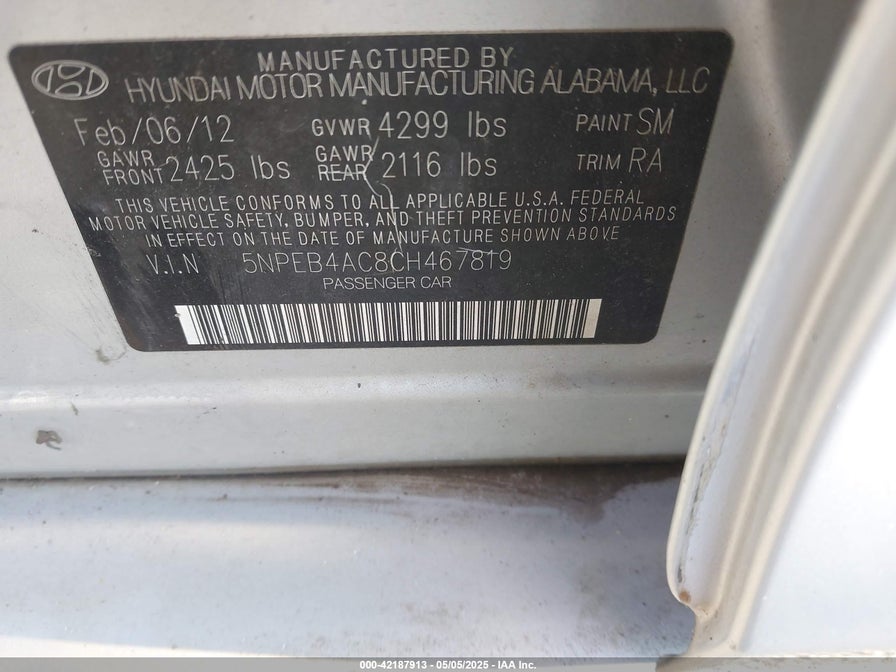 MANUFACTURED BY
HYUNDAI MOTOR MANUFACTURING ALABAMA, LLC
Feb/06/12 GVWR 4299 lbs PAINT SM
GAWR FRONT 2425 lbs GAWR REAR 2116 lbs TRIM RA
THIS VEHICLE CONFORMS TO ALL APPLICABLE U.S.A. FEDERAL
MOTOR VEHICLE SAFETY, BUMPER, AND THEFT PREVENTION STANDARDS
IN EFFECT ON THE DATE OF MANUFACTURE SHOWN ABOVE.
V.I.N 5NPEB4AC8CH467819
PASSENGER CAR
000-42187913 - 05/05/2025 - IAA Inc.